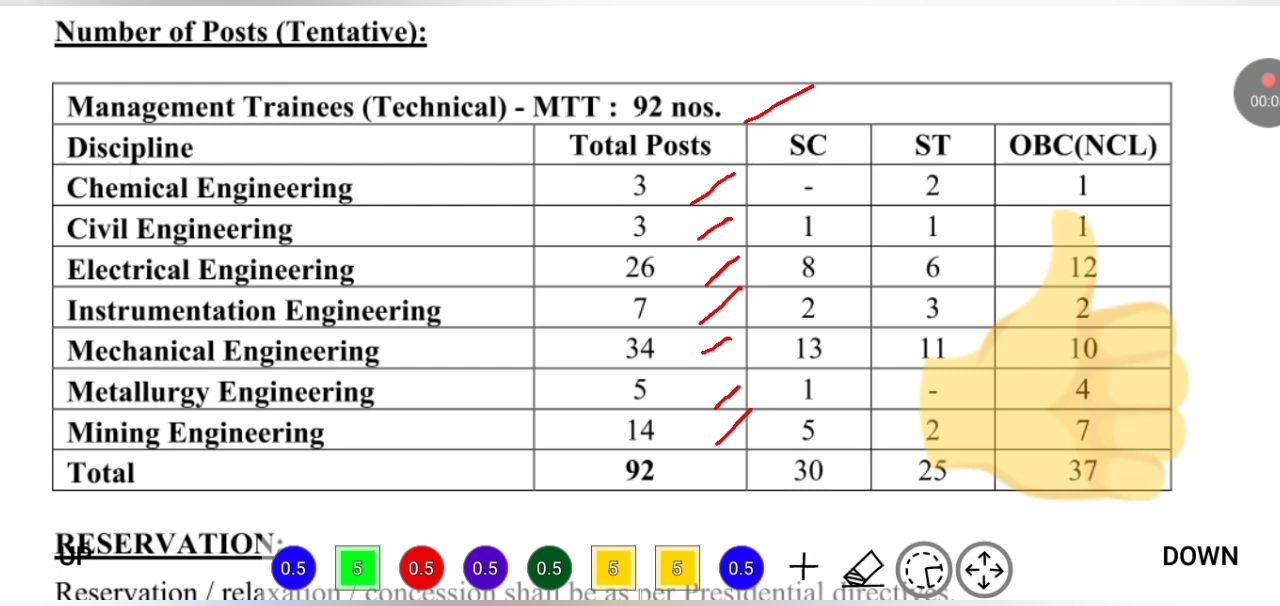 Number of Posts (Tentative):
Management Trainees (Technical) - MTT : 92 nos.
Discipline Total Posts SC ST OBC(NCL)
Chemical Engineering 3 - 2 1
Civil Engineering 3 1 1 1
Electrical Engineering 26 8 6 12
Instrumentation Engineering 7 2 3 2
Mechanical Engineering 34 13 11 10
Metallurgy Engineering 5 1 - 4
Mining Engineering 14 5 2 7
Total 92 30 25 37
RESERVATION:
UP 0.5 5 0.5 0.5 0.5 5 5 0.5 DOWN
Reservation / relaxation / concession shall be as per Presidential directives.
00:0